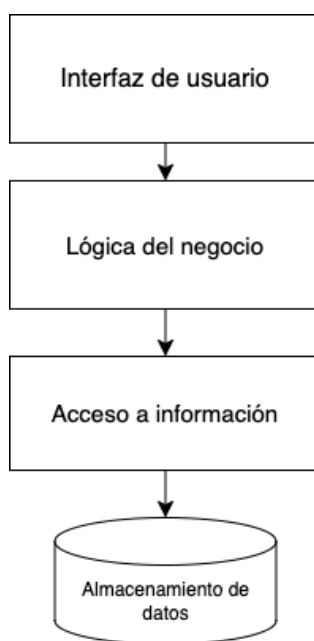 Interfaz de usuario
Lógica del negocio
Acceso a información
Almacenamiento de
datos